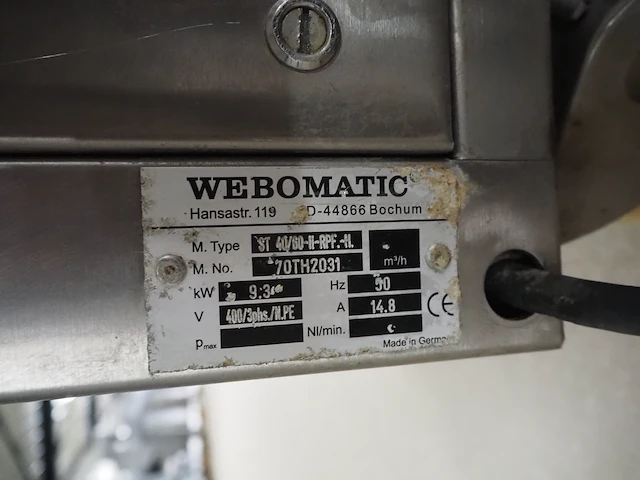 WEBOMATIC
Hansastr. 119 D-44866 Bochum
M. Type ST 40/60-II-RPF.-H. m³/h
M. No. 70TH2031
kW 9.3 Hz 50
V 400/3phs./N.PE A 14.8 CE
Pmax Nl/min. Made in Germany